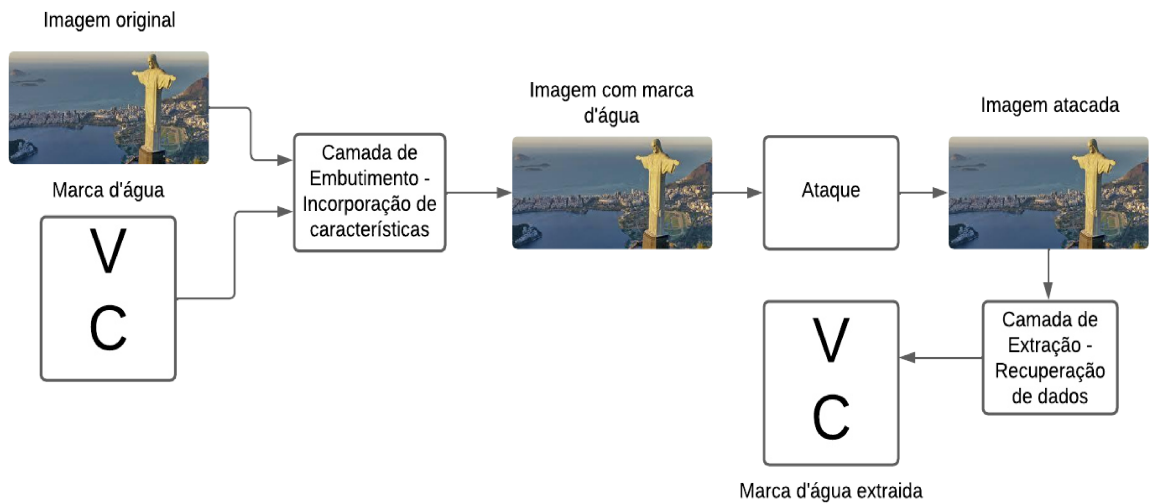 Imagem original
Marca d'água
V
C
Camada de
Embutimento -
Incorporação de
características
Imagem com marca
d'água
Ataque
Imagem atacada
Camada de
Extração -
Recuperação
de dados
V
C
Marca d'água extraida